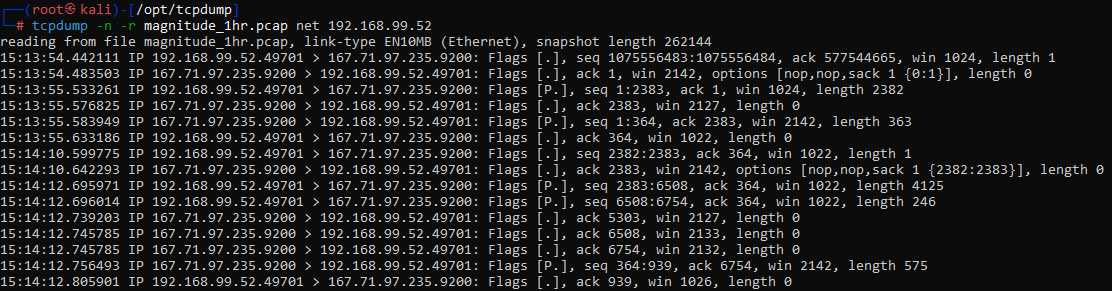 (root㉿kali)-[/opt/tcpdump]
# tcpdump -n -r magnitude_1hr.pcap net 192.168.99.52
reading from file magnitude_1hr.pcap, link-type EN10MB (Ethernet), snapshot length 262144
15:13:54.442111 IP 192.168.99.52.49701 > 167.71.97.235.9200: Flags [.], seq 1075556483:1075556484, ack 577544665, win 1024, length 1
15:13:54.483503 IP 167.71.97.235.9200 > 192.168.99.52.49701: Flags [.], ack 1, win 2142, options [nop,nop,sack 1 {0:1}], length 0
15:13:55.533261 IP 192.168.99.52.49701 > 167.71.97.235.9200: Flags [P.], seq 1:2383, ack 1, win 1024, length 2382
15:13:55.576825 IP 167.71.97.235.9200 > 192.168.99.52.49701: Flags [.], ack 2383, win 2127, length 0
15:13:55.583949 IP 167.71.97.235.9200 > 192.168.99.52.49701: Flags [P.], seq 1:364, ack 2383, win 2142, length 363
15:13:55.633186 IP 192.168.99.52.49701 > 167.71.97.235.9200: Flags [.], ack 364, win 1022, length 0
15:14:10.599775 IP 192.168.99.52.49701 > 167.71.97.235.9200: Flags [.], seq 2382:2383, ack 364, win 1022, length 1
15:14:10.642293 IP 167.71.97.235.9200 > 192.168.99.52.49701: Flags [.], ack 2383, win 2142, options [nop,nop,sack 1 {2382:2383}], length 0
15:14:12.695971 IP 192.168.99.52.49701 > 167.71.97.235.9200: Flags [P.], seq 2383:6508, ack 364, win 1022, length 4125
15:14:12.696014 IP 192.168.99.52.49701 > 167.71.97.235.9200: Flags [P.], seq 6508:6754, ack 364, win 1022, length 246
15:14:12.739203 IP 167.71.97.235.9200 > 192.168.99.52.49701: Flags [.], ack 5303, win 2127, length 0
15:14:12.745785 IP 167.71.97.235.9200 > 192.168.99.52.49701: Flags [.], ack 6508, win 2133, length 0
15:14:12.745785 IP 167.71.97.235.9200 > 192.168.99.52.49701: Flags [.], ack 6754, win 2132, length 0
15:14:12.756493 IP 167.71.97.235.9200 > 192.168.99.52.49701: Flags [P.], seq 364:939, ack 6754, win 2142, length 575
15:14:12.805901 IP 192.168.99.52.49701 > 167.71.97.235.9200: Flags [.], ack 939, win 1026, length 0